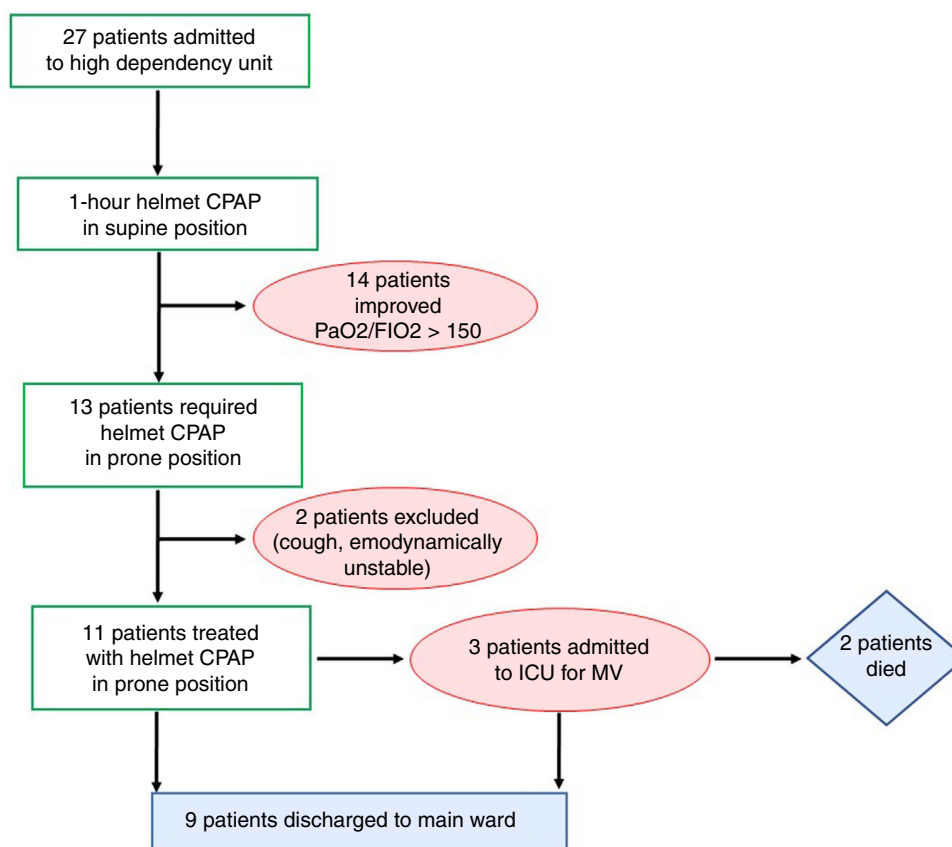 27 patients admitted
to high dependency unit
1-hour helmet CPAP
in supine position
14 patients
improved
PaO2/FIO2 > 150
13 patients required
helmet CPAP
in prone position
2 patients excluded
(cough, emodynamically
unstable)
11 patients treated
with helmet CPAP
in prone position
3 patients admitted
to ICU for MV
2 patients
died
9 patients discharged to main ward